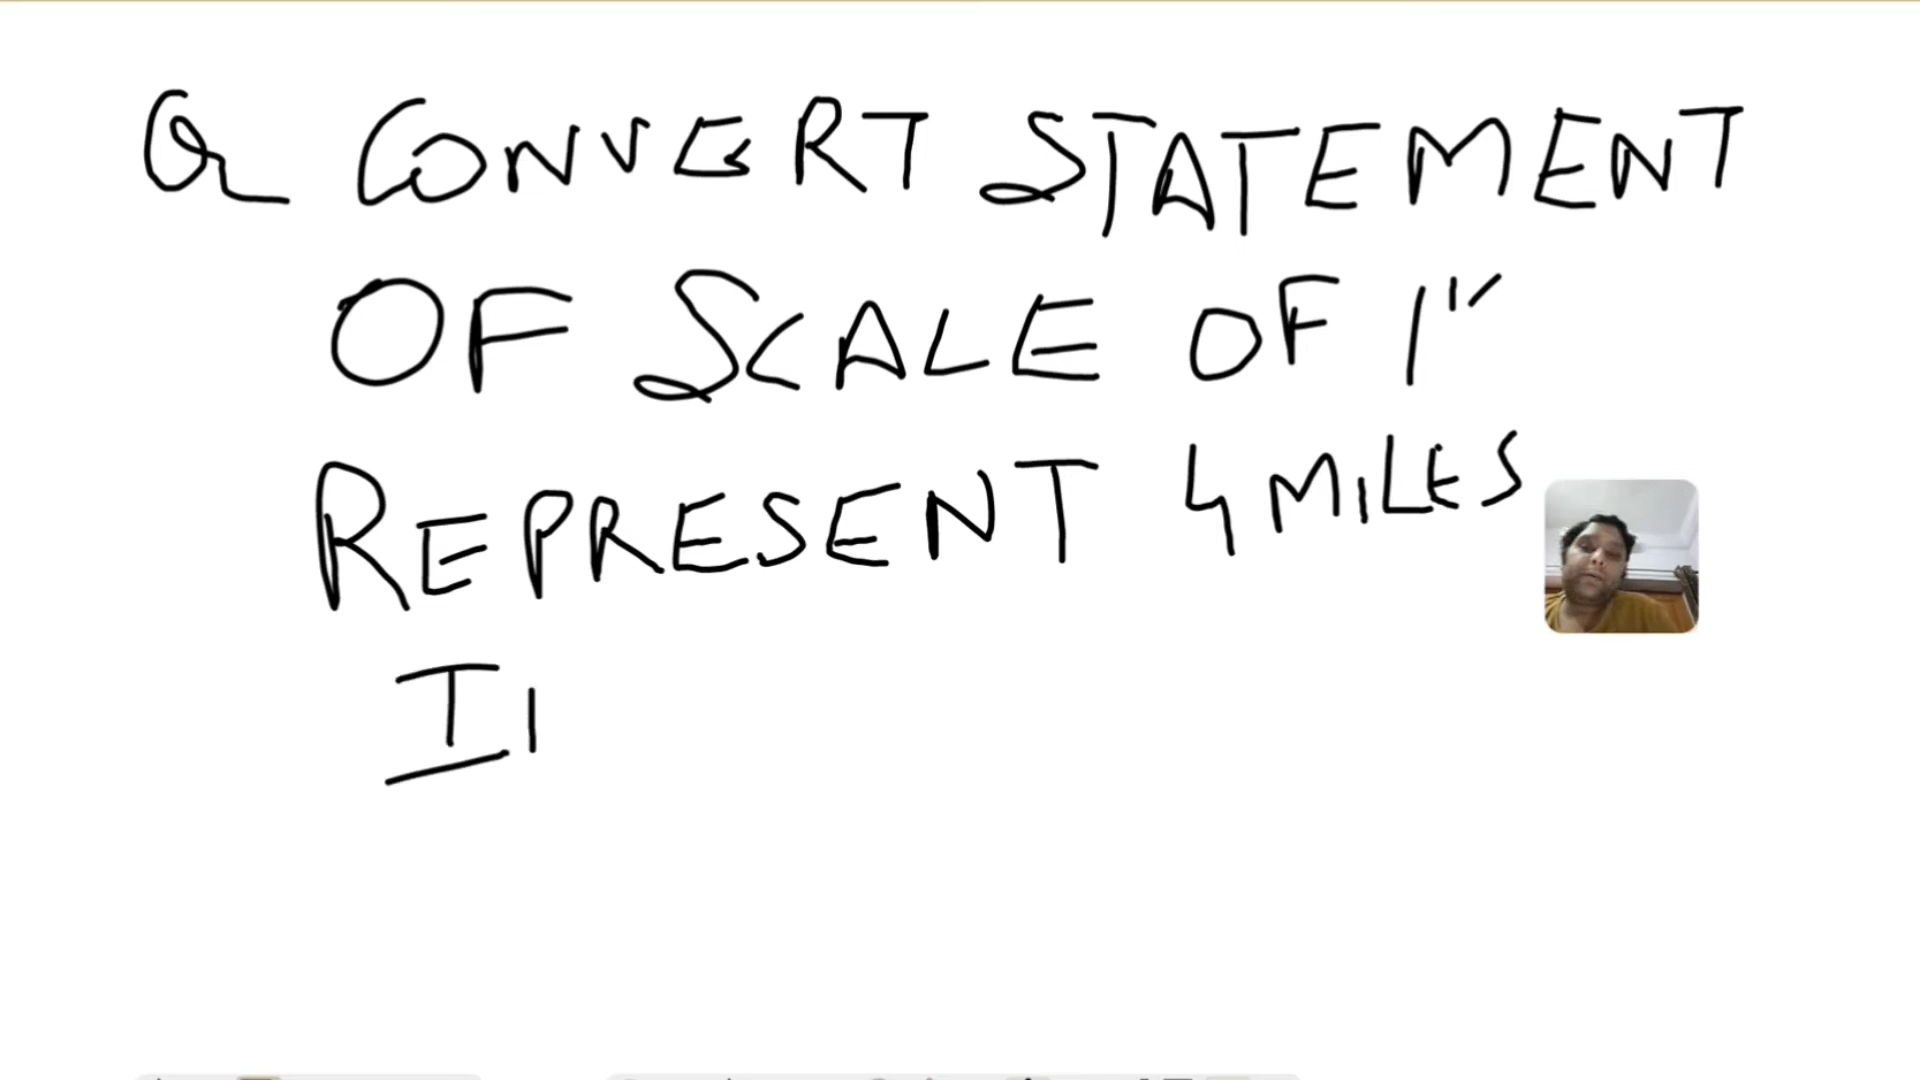 Q CONVERT STATEMENT
OF SCALE OF 1"
REPRESENT 4 MILES
I